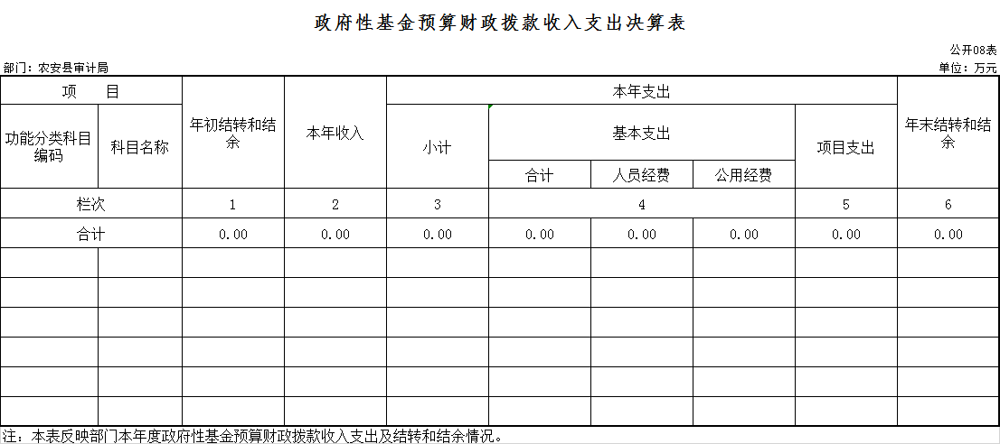 政府性基金预算财政拨款收入支出决算表
公开08表
部门：农安县审计局 单位：万元
项 目 年初结转和结余 本年收入 本年支出 年末结转和结余
功能分类科目编码 科目名称 小计 基本支出 项目支出
合计 人员经费 公用经费
栏次 1 2 3 4 5 6
合计 0.00 0.00 0.00 0.00 0.00 0.00 0.00 0.00
注：本表反映部门本年度政府性基金预算财政拨款收入支出及结转和结余情况。